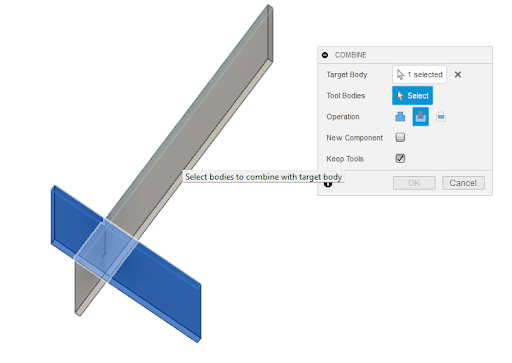 COMBINE
Target Body 1 selected
Tool Bodies Select
Operation
New Component
Keep Tools
Select bodies to combine with target body
OK Cancel